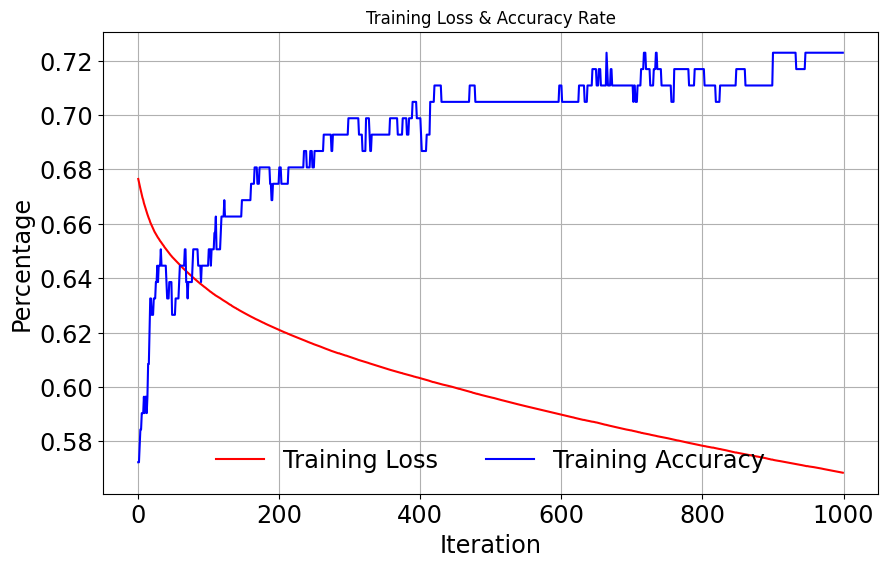 Training Loss & Accuracy Rate
Percentage
0.72
0.70
0.68
0.66
0.64
0.62
0.60
0.58
Training Loss
Training Accuracy
0
200
400
600
800
1000
Iteration